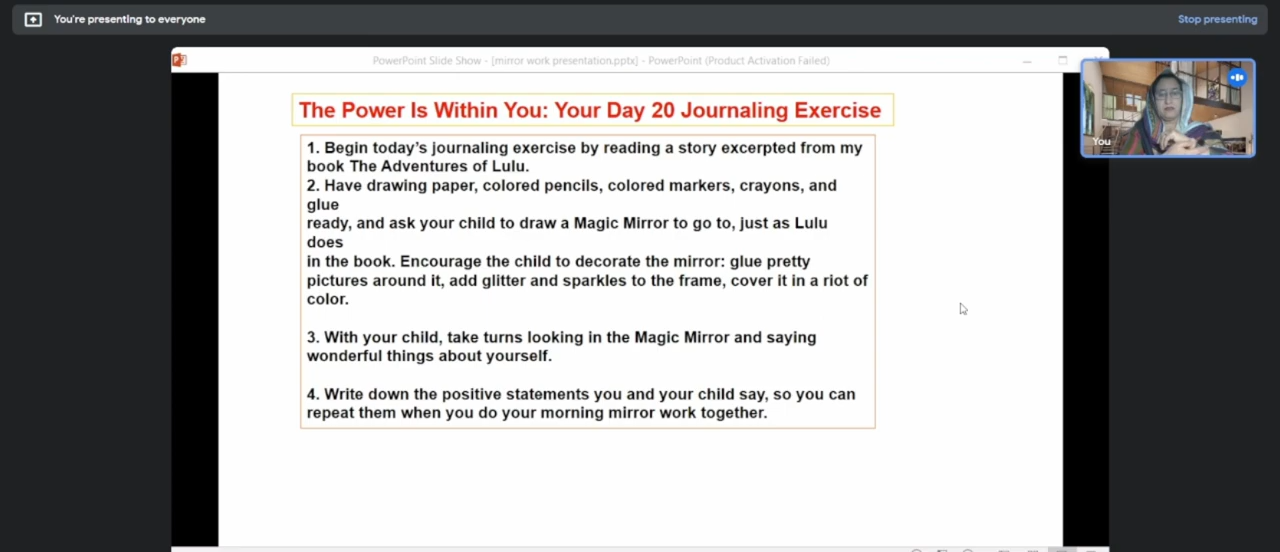 You're presenting to everyone
Stop presenting
PowerPoint Slide Show - [mirror work presentation.pptx] - PowerPoint (Product Activation Failed)
You
The Power Is Within You: Your Day 20 Journaling Exercise
1. Begin today's journaling exercise by reading a story excerpted from my
book The Adventures of Lulu.
2. Have drawing paper, colored pencils, colored markers, crayons, and
glue
ready, and ask your child to draw a Magic Mirror to go to, just as Lulu
does
in the book. Encourage the child to decorate the mirror: glue pretty
pictures around it, add glitter and sparkles to the frame, cover it in a riot of
color.
3. With your child, take turns looking in the Magic Mirror and saying
wonderful things about yourself.
4. Write down the positive statements you and your child say, so you can
repeat them when you do your morning mirror work together.